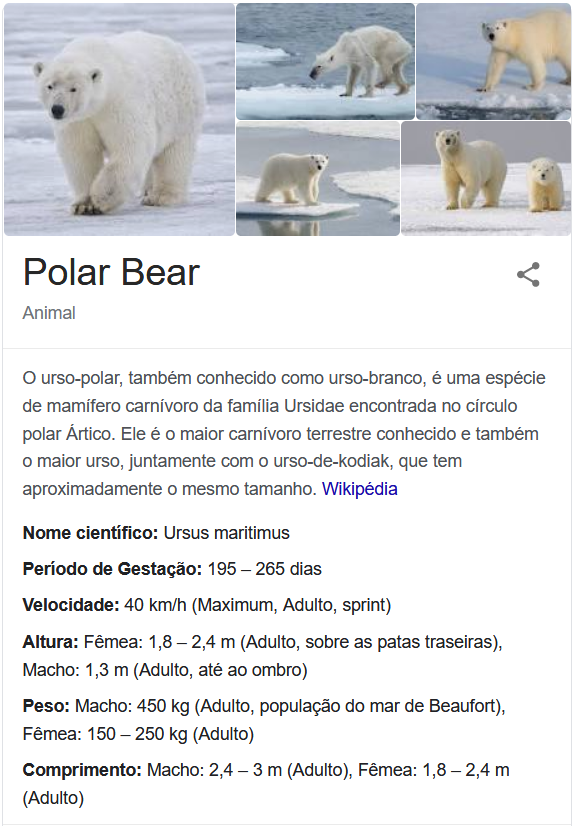 Polar Bear
Animal
O urso-polar, também conhecido como urso-branco, é uma espécie
de mamífero carnívoro da família Ursidae encontrada no círculo
polar Ártico. Ele é o maior carnívoro terrestre conhecido e também
o maior urso, juntamente com o urso-de-kodiak, que tem
aproximadamente o mesmo tamanho. Wikipédia
Nome científico: Ursus maritimus
Período de Gestação: 195 – 265 dias
Velocidade: 40 km/h (Maximum, Adulto, sprint)
Altura: Fêmea: 1,8 – 2,4 m (Adulto, sobre as patas traseiras),
Macho: 1,3 m (Adulto, até ao ombro)
Peso: Macho: 450 kg (Adulto, população do mar de Beaufort),
Fêmea: 150 – 250 kg (Adulto)
Comprimento: Macho: 2,4 – 3 m (Adulto), Fêmea: 1,8 – 2,4 m
(Adulto)